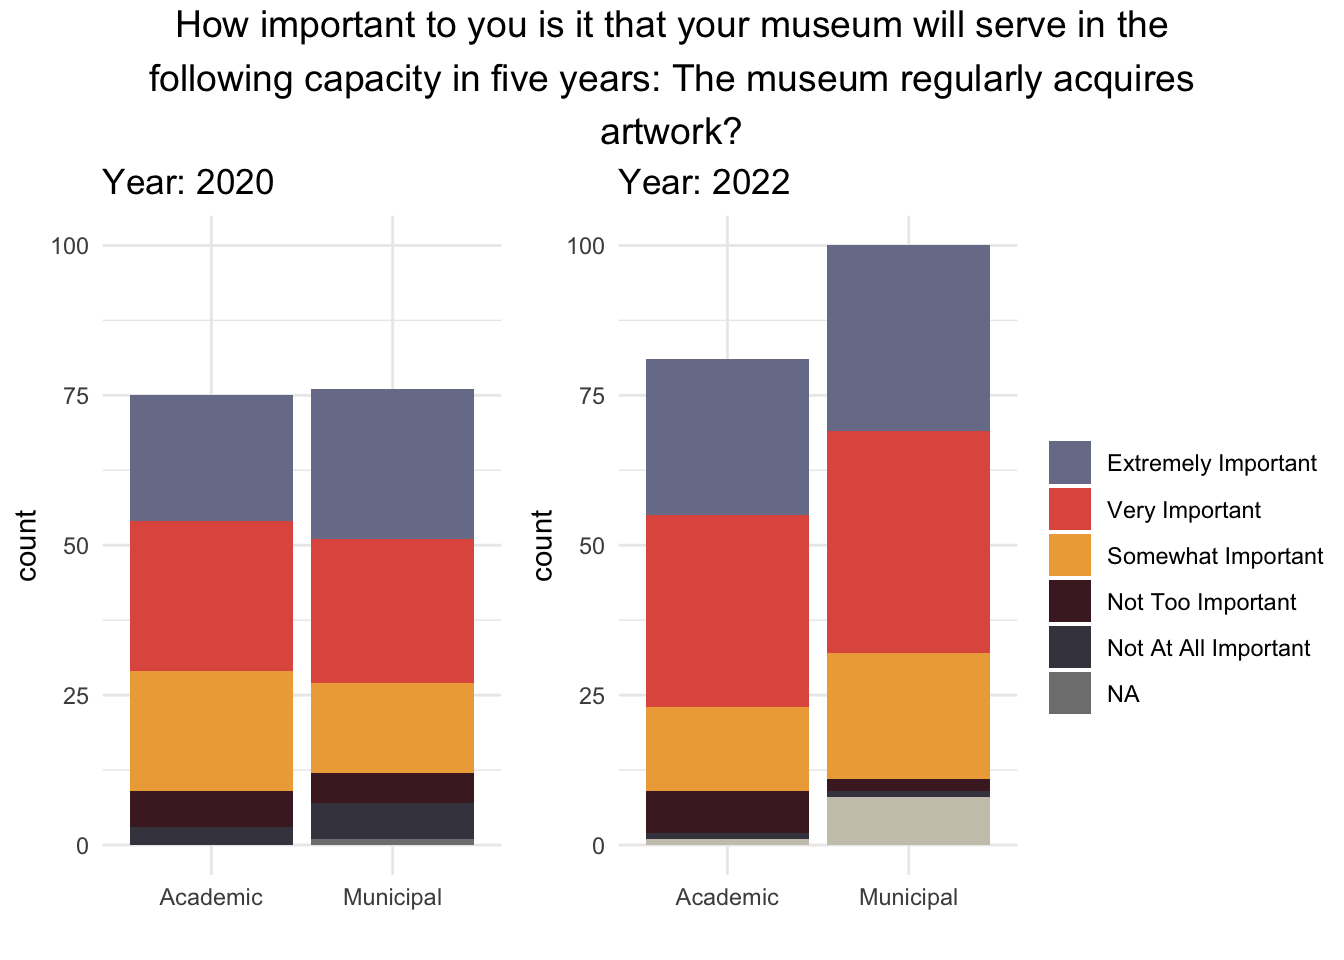 How important to you is it that your museum will serve in the
following capacity in five years: The museum regularly acquires
artwork?
Year: 2020
100
75
50
25
0
count
Academic
Municipal
Year: 2022
100
75
50
25
0
count
Academic
Municipal
Extremely Important
Very Important
Somewhat Important
Not Too Important
Not At All Important
NA